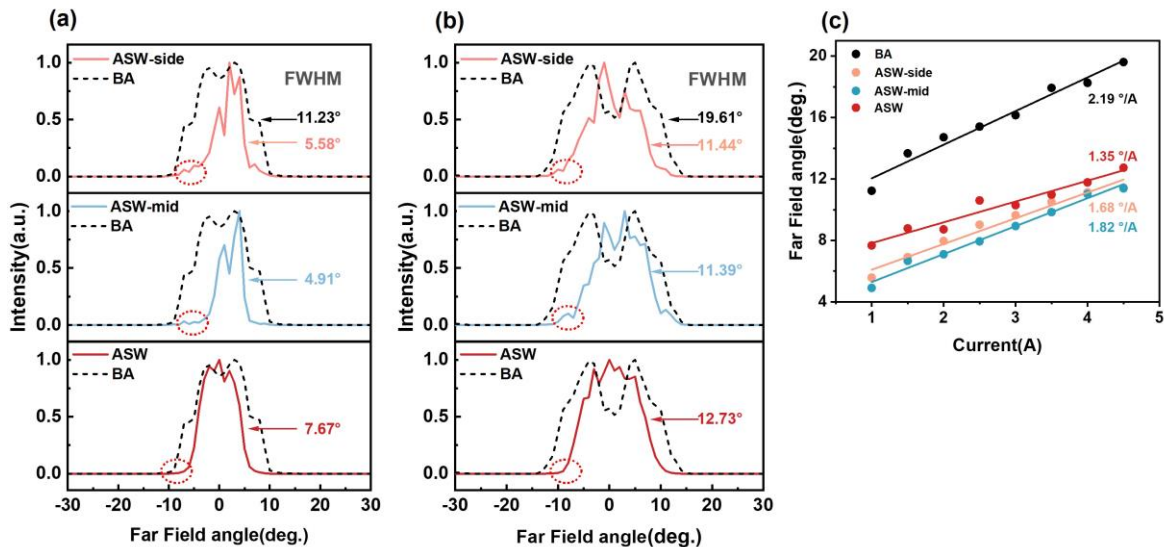 (a)
ASW-side
BA
FWHM
11.23°
5.58°
1.0
0.5
0.0
ASW-mid
BA
4.91°
1.0
0.5
0.0
ASW
BA
7.67°
1.0
0.5
0.0
Intensity(a.u.)
-30 -20 -10 0 10 20 30
Far Field angle(deg.)
(b)
ASW-side
BA
FWHM
19.61°
11.44°
1.0
0.5
0.0
ASW-mid
BA
11.39°
1.0
0.5
0.0
ASW
BA
12.73°
1.0
0.5
0.0
Intensity(a.u.)
-30 -20 -10 0 10 20 30
Far Field angle(deg.)
(c)
BA
ASW-side
ASW-mid
ASW
2.19 °/A
1.35 °/A
1.68 °/A
1.82 °/A
20
16
12
8
4
Far Field angle(deg.)
1 2 3 4 5
Current(A)